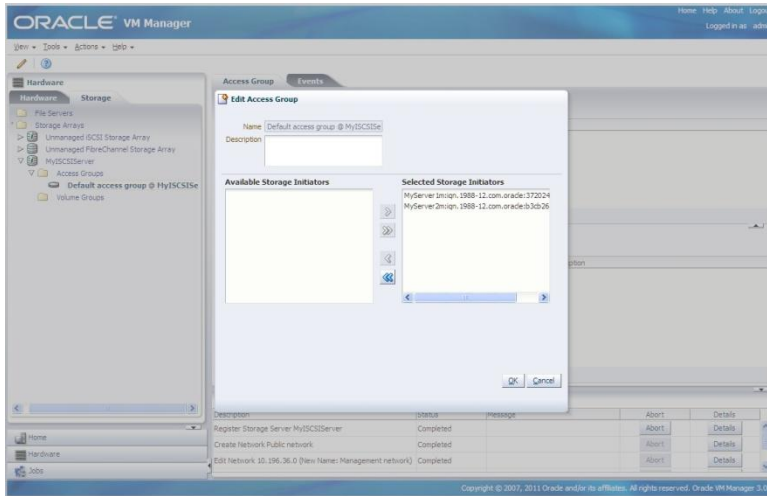 Home Help About Logou
ORACLE VM Manager
Logged in as adm
View Tools Actions Help
Hardware
Hardware Storage
File Servers
Storage Arrays
Unmanaged iSCSI Storage Array
Unmanaged FibreChannel Storage Array
MyISCSIServer
Access Groups
Default access group @ MyISCSISe
Volume Groups
Home
Hardware
Jobs
Access Group Events
Edit Access Group
Name Default access group @ MyISCSISe
Description
Available Storage Initiators
Selected Storage Initiators
MyServer1m:iqn.1988-12.com.oracle:372024
MyServer2m:iqn.1988-12.com.oracle:b3cb26
OK Cancel
ption
Description Status Message Abort Details
Register Storage Server MyISCSIServer Completed Abort Details
Create Network Public network Completed Abort Details
Edit Network 10.196.36.0 (New Name: Management network) Completed Abort Details
Copyright © 2007, 2011 Oracle and/or its affiliates. All rights reserved. Oracle VM Manager 3.0